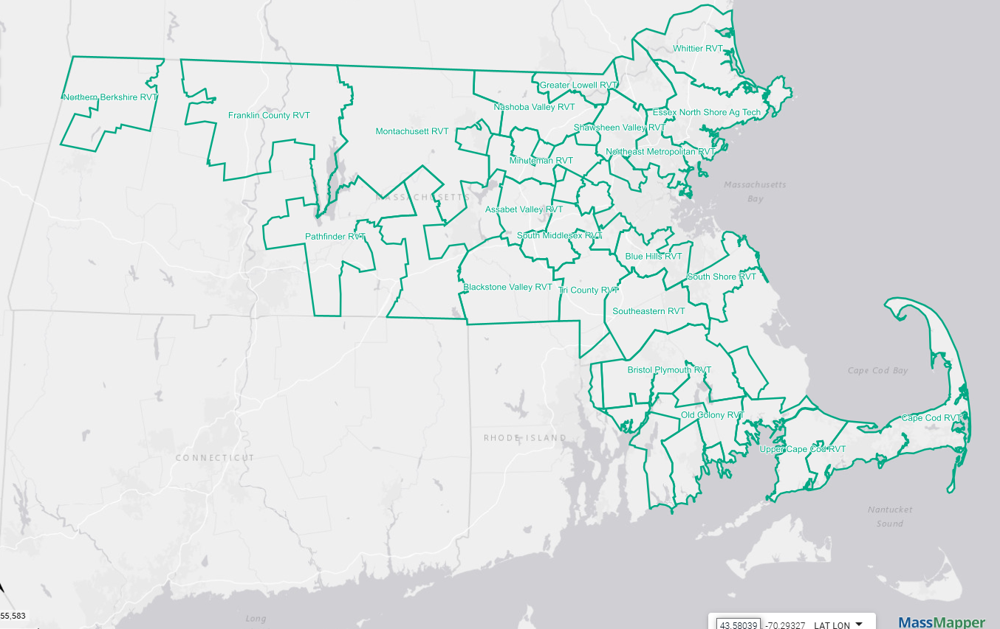 Whittier RVT
Greater Lowell RVT
Northern Berkshire RVT
Nashoba Valley RVT
Essex North Shore Ag Tech
Franklin County RVT
Shawsheen Valley RVT
Montachusett RVT
Northeast Metropolitan RVT
Minuteman RVT
Massachusetts
Bay
MASSACHUSETTS
Assabet Valley RVT
Pathfinder RVT
South Middlesex RVT
Blue Hills RVT
South Shore RVT
Blackstone Valley RVT
Tri County RVT
Southeastern RVT
Bristol Plymouth RVT
Cape Cod Bay
Old Colony RVT
Cape Cod RVT
RHODE ISLAND
Upper Cape Cod RVT
CONNECTICUT
Nantucket
Sound
55,583
Long
43.58039 -70.29327 LAT LON
MassMapper